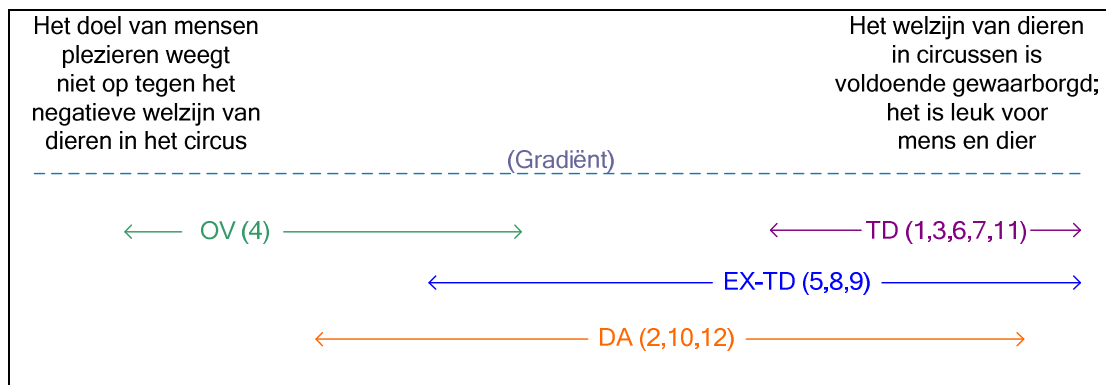 Het doel van mensen
plezieren weegt
niet op tegen het
negatieve welzijn van
dieren in het circus
Het welzijn van dieren
in circussen is
voldoende gewaarborgd;
het is leuk voor
mens en dier
(Gradiënt)
OV (4)
TD (1,3,6,7,11)
EX-TD (5,8,9)
DA (2,10,12)